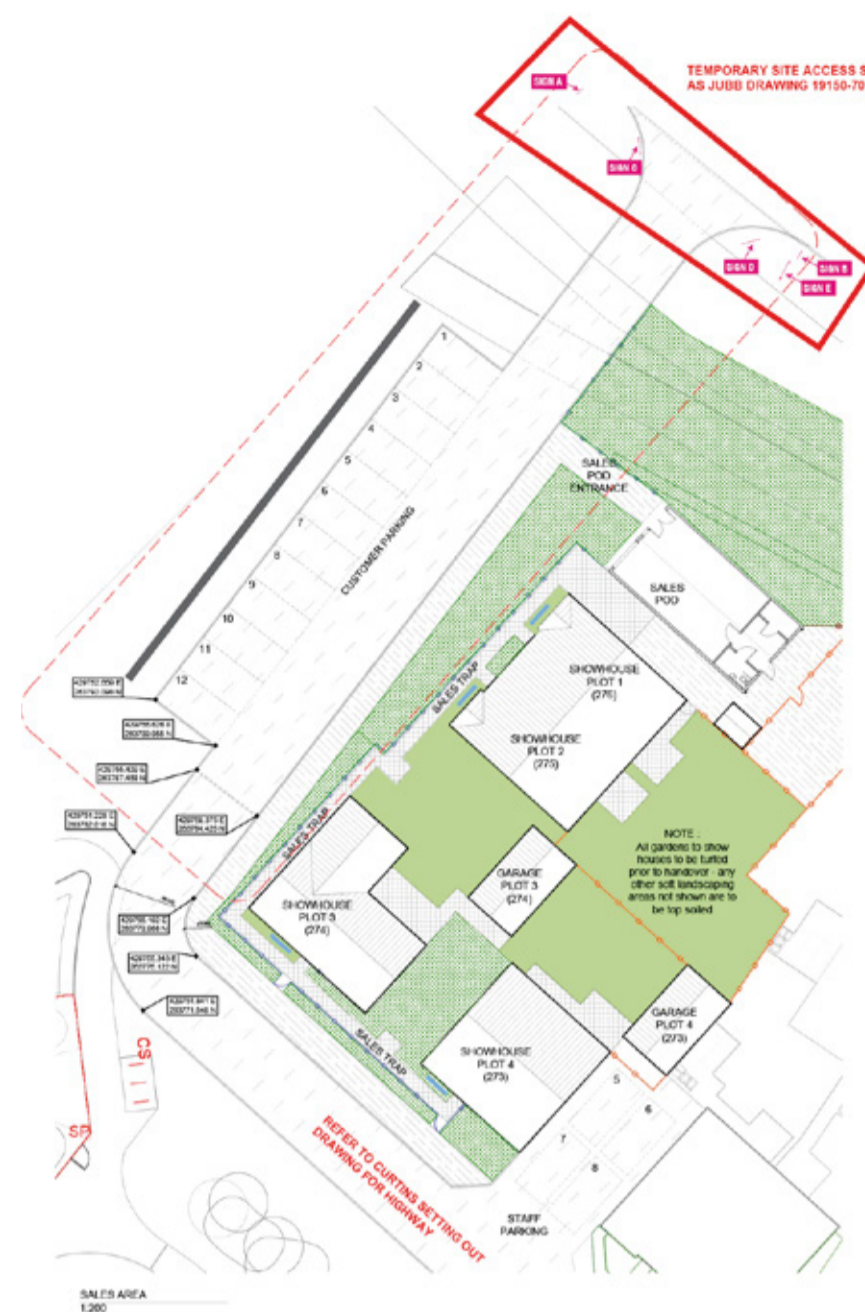 TEMPORARY SITE ACCESS S
AS JUBB DRAWING 19150-70
SIGN A
SIGN D
SIGN B
SIGN E
1
2
3
4
5
6
7
8
9
10
11
12
CUSTOMER PARKING
SALES
POD
ENTRANCE
SALES
POD
SALES TRAP
SHOWHOUSE
PLOT 1
(276)
SHOWHOUSE
PLOT 2
(275)
SALES TRAP
SHOWHOUSE
PLOT 3
(274)
GARAGE
PLOT 3
(274)
NOTE :
All gardens to show
houses to be turfed
prior to handover - any
other soft landscaping
areas not shown are to
be top soiled
GARAGE
PLOT 4
(273)
SALES TRAP
SHOWHOUSE
PLOT 4
(273)
5
6
7
8
STAFF
PARKING
CS
SP
REFER TO CURTINS SETTING OUT
DRAWING FOR HIGHWAY
SALES AREA
1:200